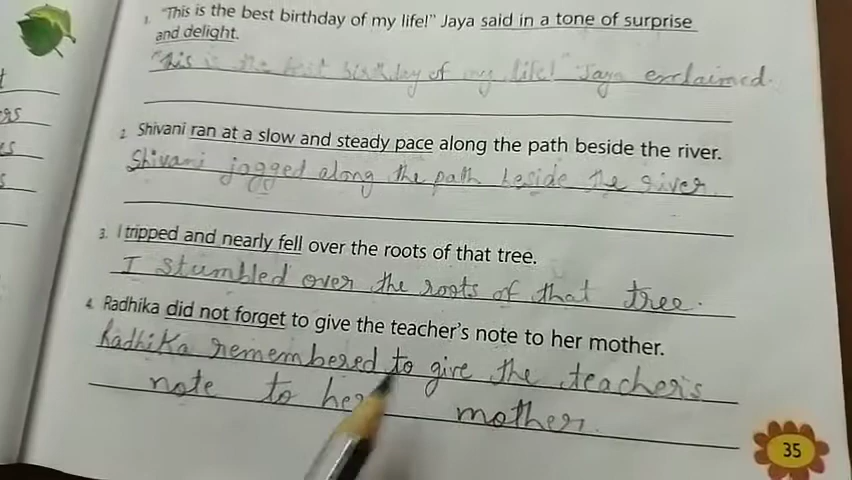 1. "This is the best birthday of my life!" Jaya said in a tone of surprise
and delight.
"This is the best birthday of my life!" Jaya exclaimed.
2. Shivani ran at a slow and steady pace along the path beside the river.
Shivani jogged along the path beside the river.
3. I tripped and nearly fell over the roots of that tree.
I stumbled over the roots of that tree.
4. Radhika did not forget to give the teacher's note to her mother.
Radhika remembered to give the teacher's
note to her mother.
35